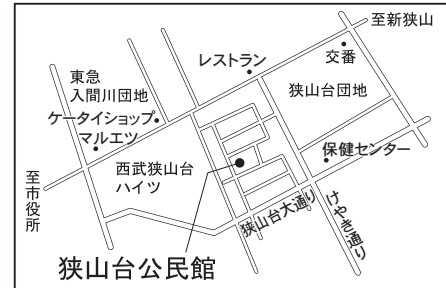 至新狭山
交番
レストラン
東急
入間川団地
狭山台団地
ケータイショップ
マルエツ
保健センター
西武狭山台
ハイツ
至市役所
狭山台大通り
けやき通り
狭山台公民館